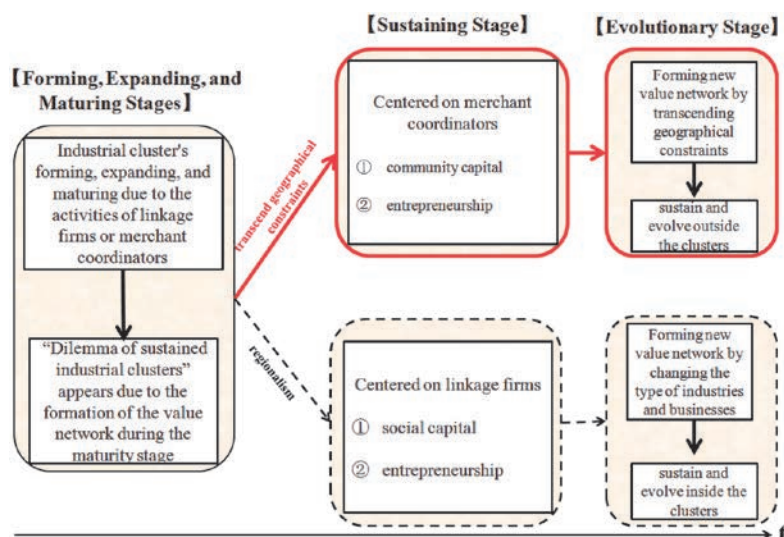 【Forming, Expanding, and
Maturing Stages】
Industrial cluster's
forming, expanding, and
maturing due to the
activities of linkage
firms or merchant
coordinators
“Dilemma of sustained
industrial clusters”
appears due to the
formation of the value
network during the
maturity stage
transcend geographical
constraints
regionalism
【Sustaining Stage】
Centered on merchant
coordinators
① community capital
② entrepreneurship
Centered on linkage firms
① social capital
② entrepreneurship
【Evolutionary Stage】
Forming new
value network by
transcending
geographical
constraints
sustain and
evolve outside
the clusters
Forming new
value network by
changing the
type of industries
and businesses
sustain and
evolve inside the
clusters